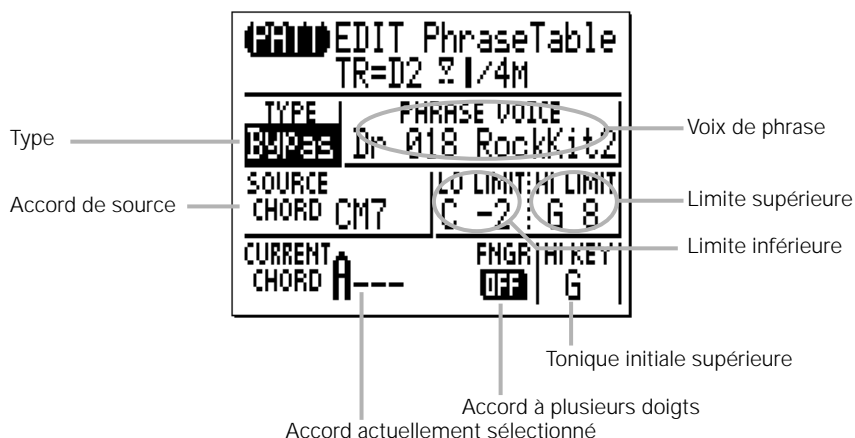 PATT EDIT PhraseTable
TR=D2 /4M
TYPE PHRASE VOICE
Bypas Dr 018 RockKit2
SOURCE CHORD CM7
LO LIMIT HI LIMIT
C -2 G 8
CURRENT CHORD A---
FNGR HI KEY
OFF G
Type
Accord de source
Voix de phrase
Limite supérieure
Limite inférieure
Tonique initiale supérieure
Accord à plusieurs doigts
Accord actuellement sélectionné